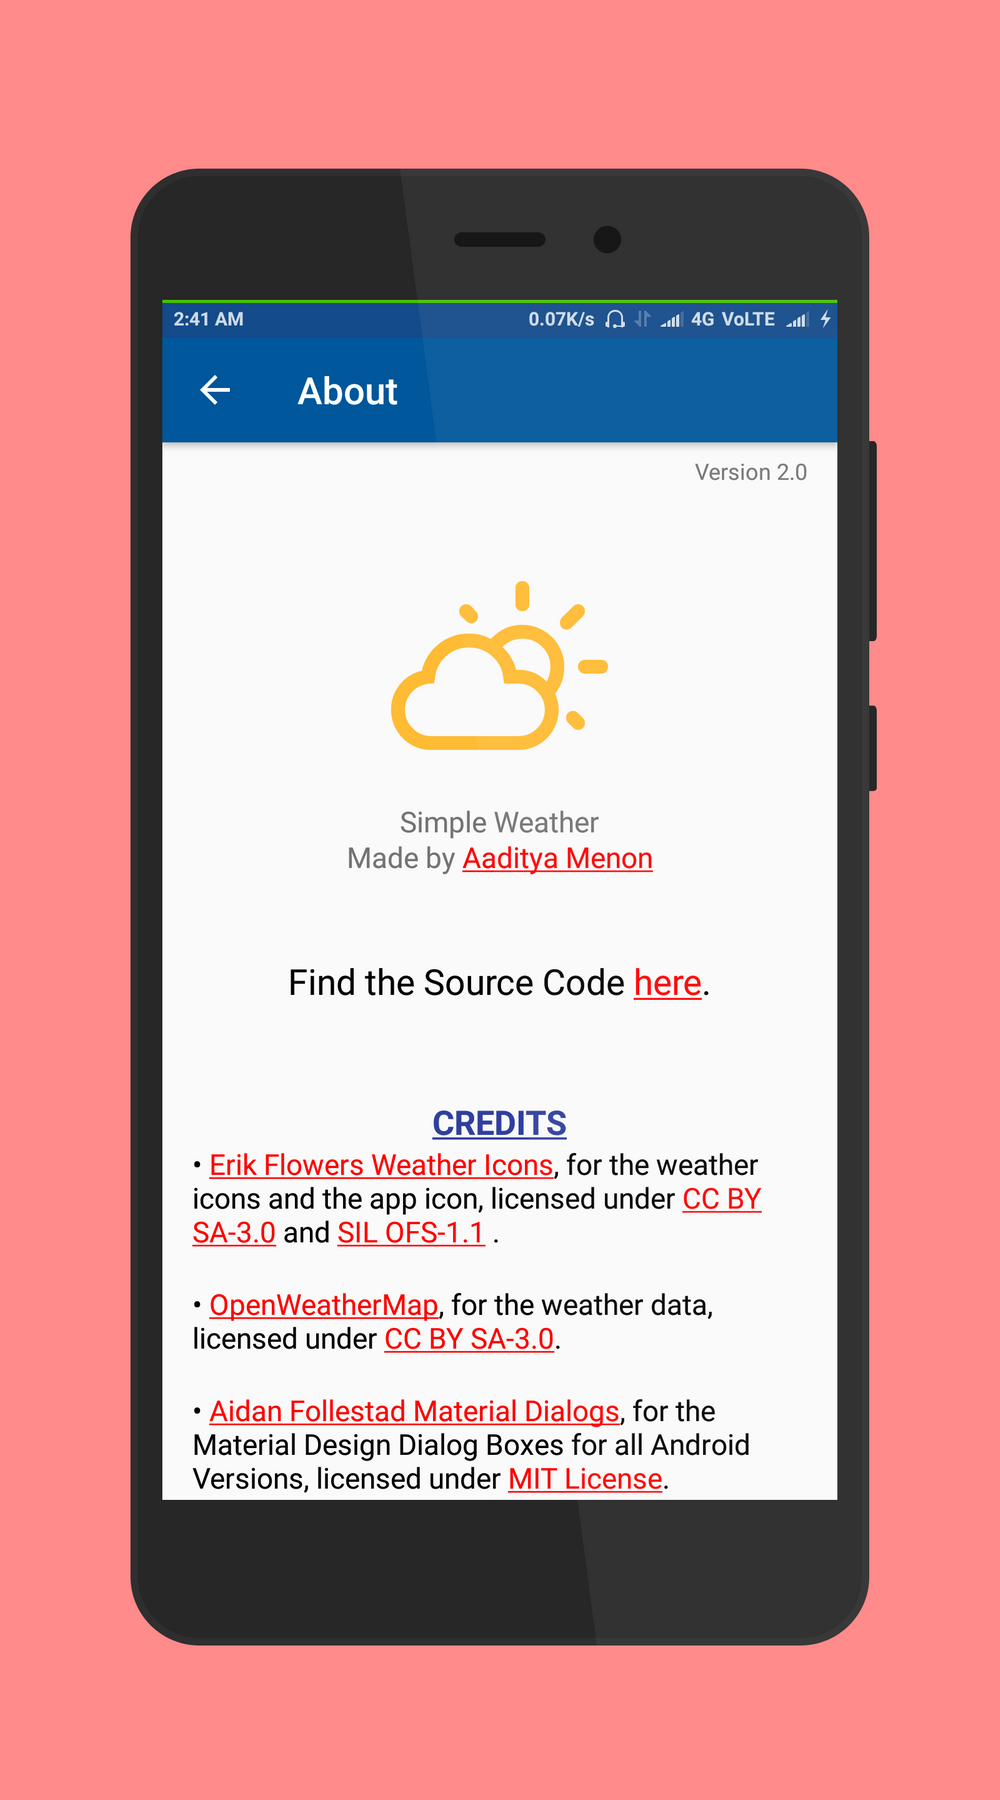 2:41 AM 0.07K/s 4G VoLTE
About
Version 2.0
Simple Weather
Made by Aaditya Menon
Find the Source Code here.
CREDITS
• Erik Flowers Weather Icons, for the weather
icons and the app icon, licensed under CC BY
SA-3.0 and SIL OFS-1.1 .
• OpenWeatherMap, for the weather data,
licensed under CC BY SA-3.0.
• Aidan Follestad Material Dialogs, for the
Material Design Dialog Boxes for all Android
Versions, licensed under MIT License.